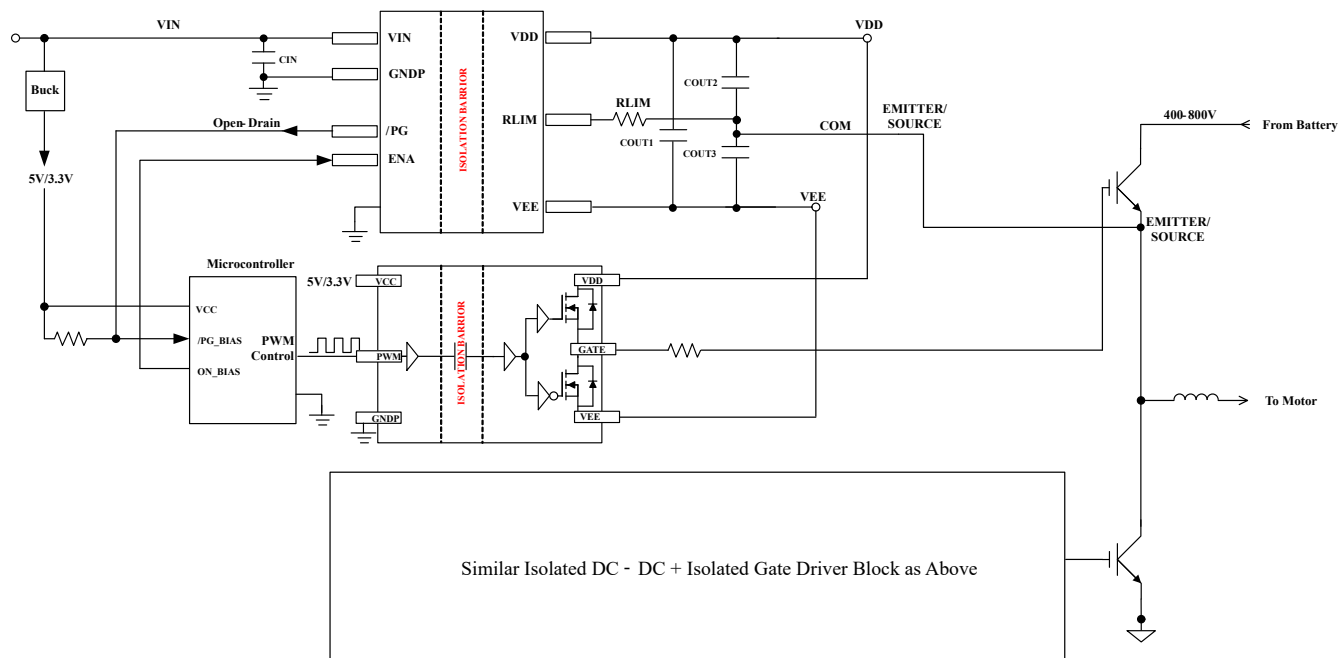 VIN
VDD
VIN
VDD
CIN
GNDP
COUT2
Buck
ISOLATION BARRIER
RLIM
EMITTER/
SOURCE
400-800V
From Battery
Open-Drain
/PG
RLIM
COM
COUT1
COUT3
ENA
5V/3.3V
VEE
VEE
EMITTER/
SOURCE
Microcontroller
5V/3.3V
VCC
VDD
VCC
/PG_BIAS
PWM
Control
ON_BIAS
PWM
ISOLATION BARRIER
GATE
GNDP
VEE
To Motor
Similar Isolated DC - DC + Isolated Gate Driver Block as Above